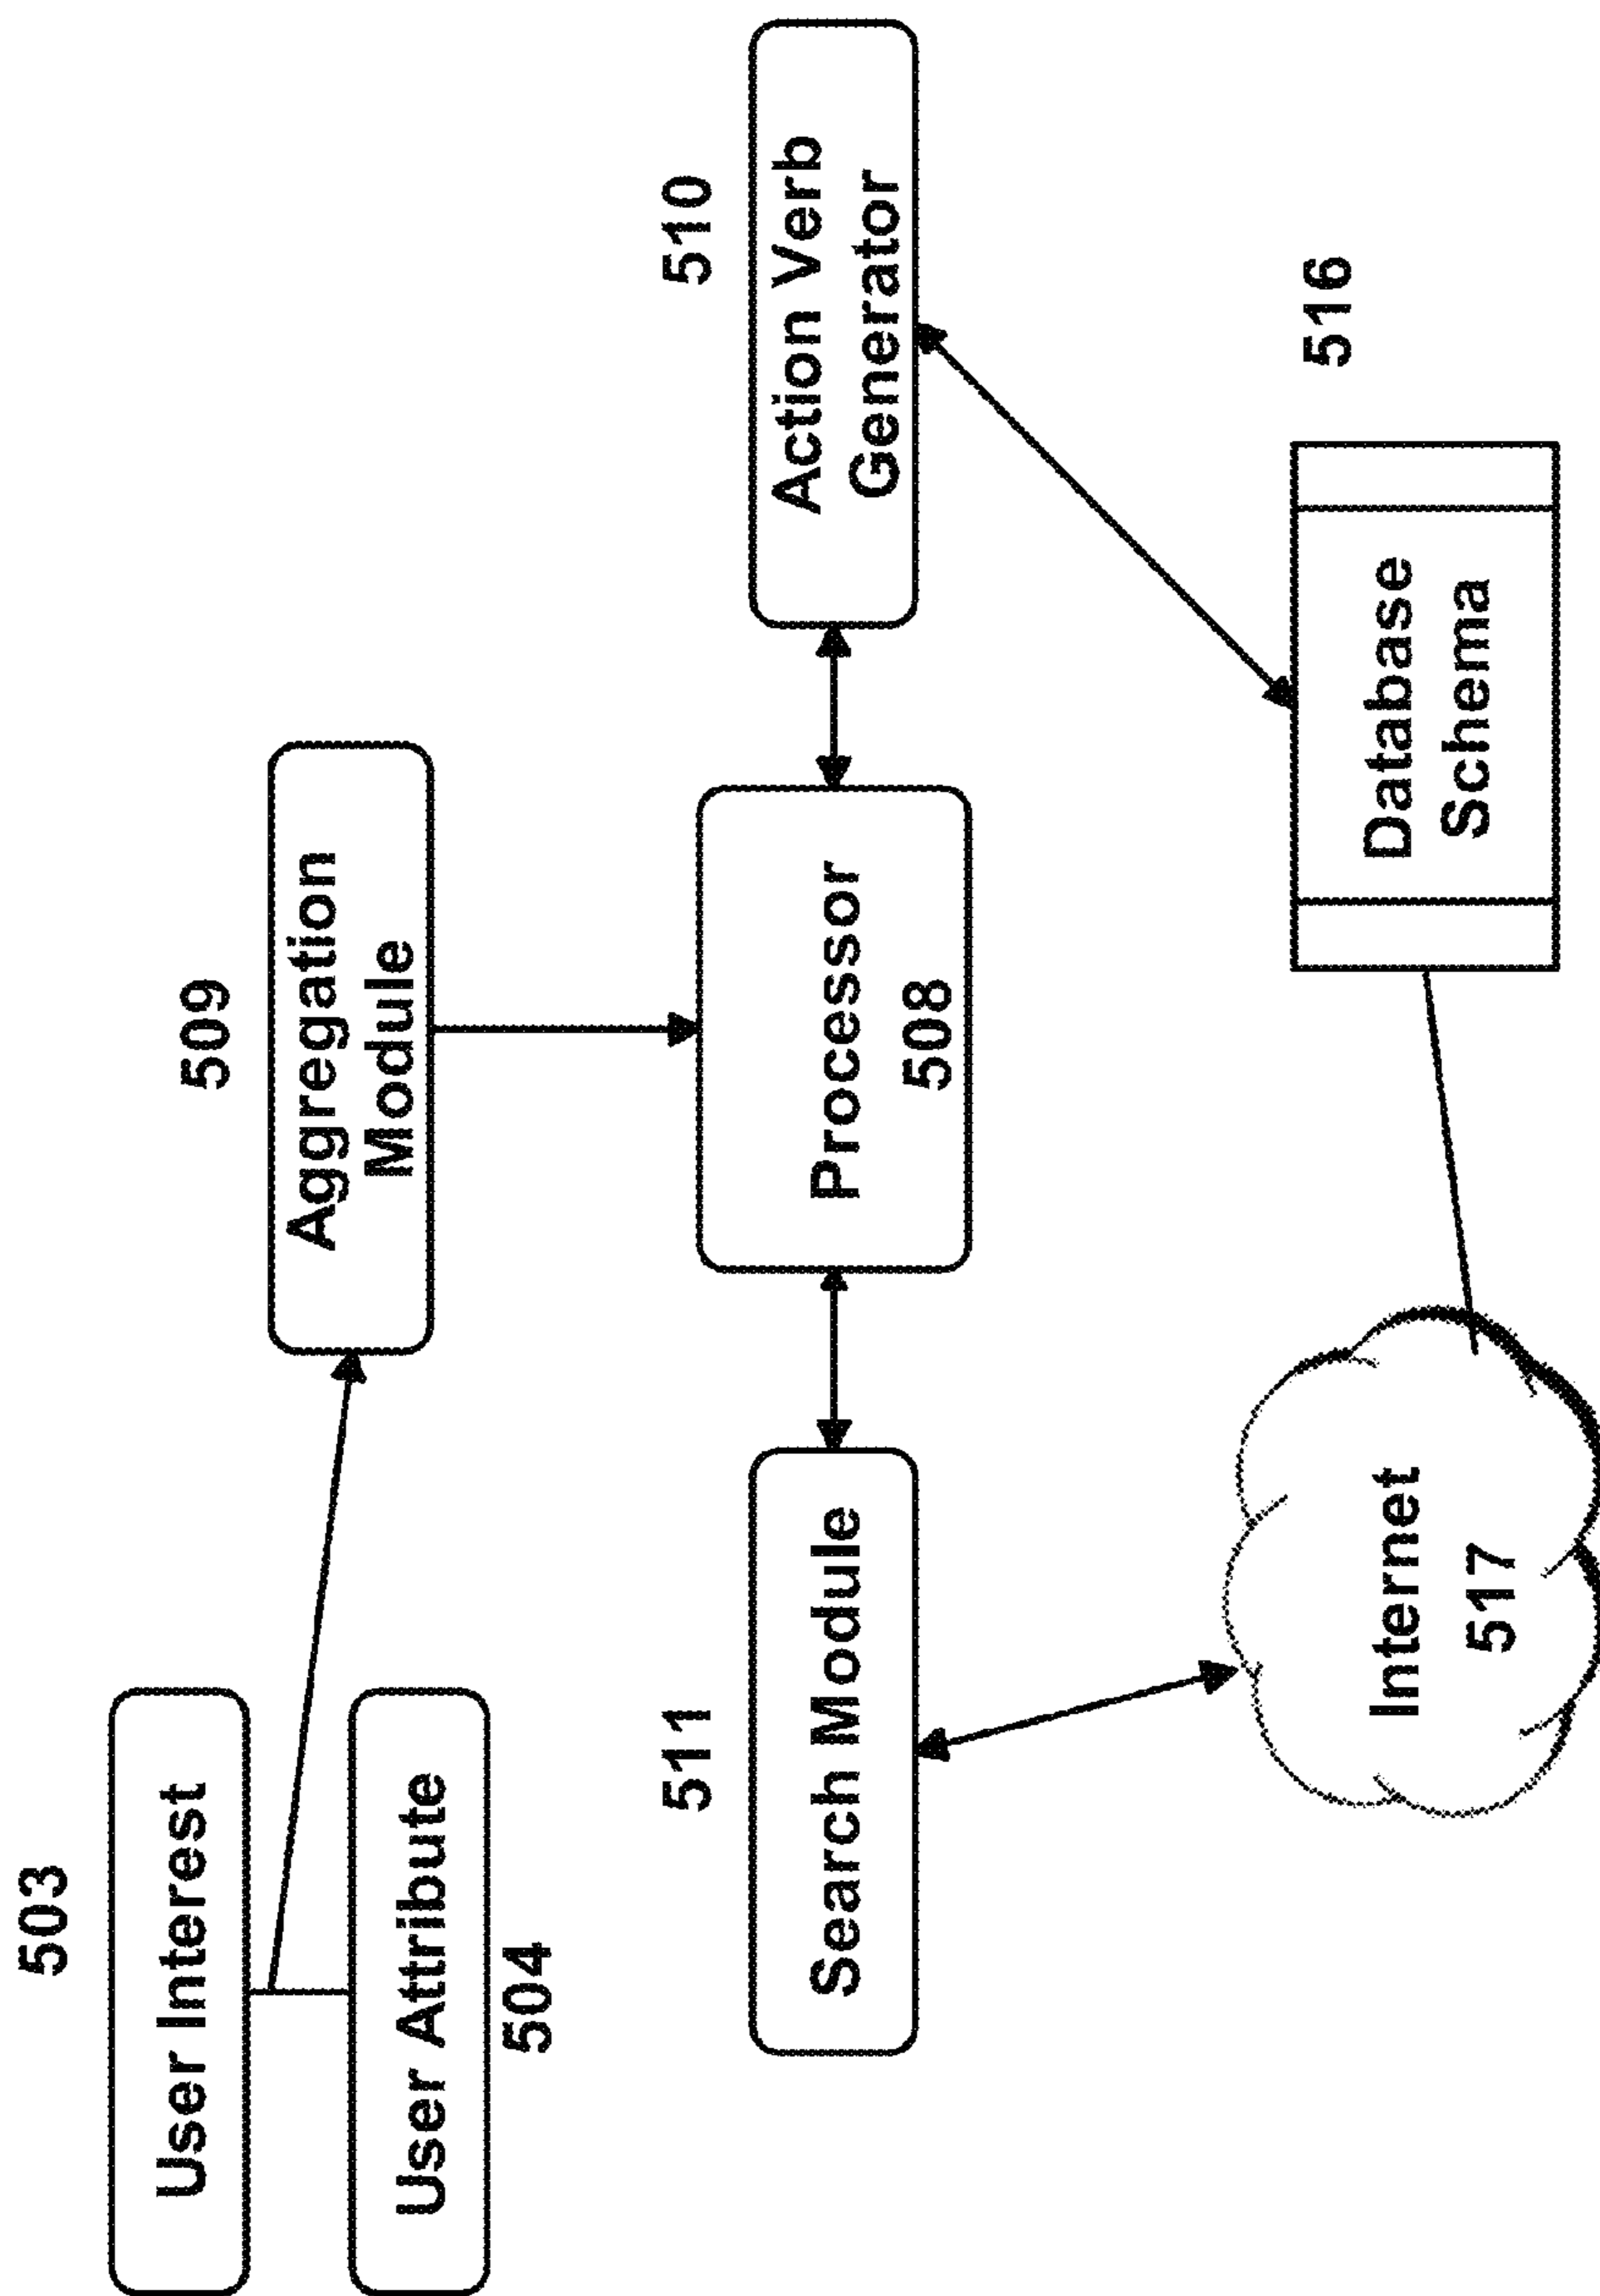 503
User Interest
User Attribute
504
509
Aggregation
Module
511
Search Module
Processor
508
510
Action Verb
Generator
Internet
517
Database
Schema
516